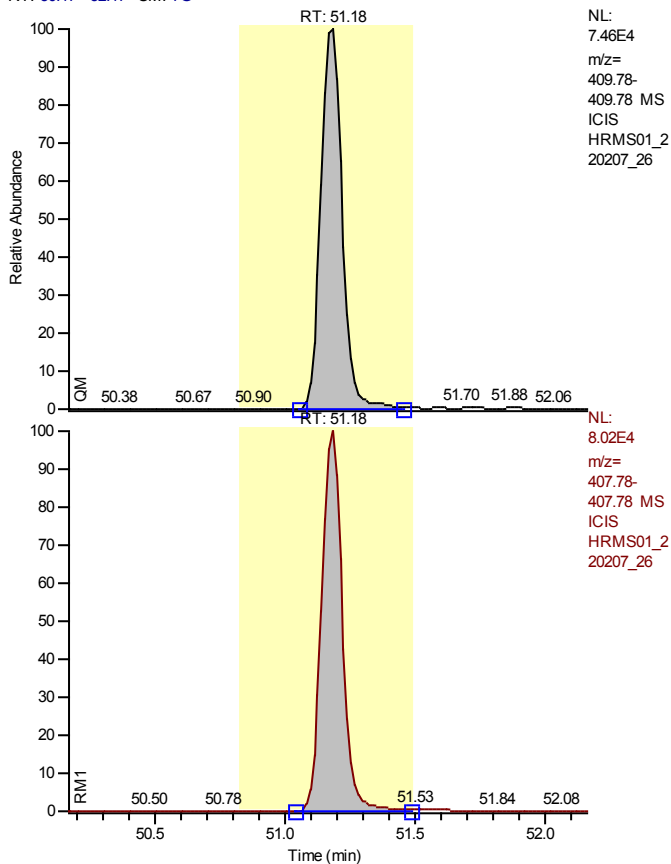 RT: 51.18
NL:
7.46E4
m/z=
409.78-
409.78 MS
ICIS
HRMS01_2
20207_26
100
90
80
70
60
50
40
30
20
10
0
Relative Abundance
QM
50.38 50.67 50.90 51.70 51.88 52.06
RT: 51.18
NL:
8.02E4
m/z=
407.78-
407.78 MS
ICIS
HRMS01_2
20207_26
100
90
80
70
60
50
40
30
20
10
0
RM1
50.50 50.78 51.53 51.84 52.08
50.5 51.0 51.5 52.0
Time (min)